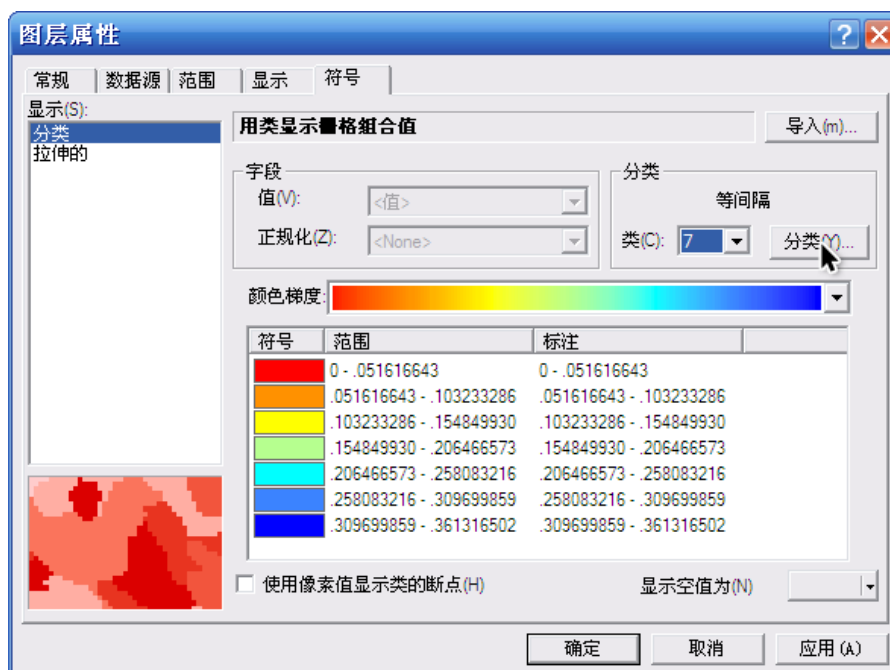 图层属性
常规 数据源 范围 显示 符号
显示(S):
分类
拉伸的
用类显示栅格组合值
导入(m)...
字段
值(V):
<值>
正规化(Z):
<None>
分类
等间隔
类(C):
7
分类(Y)...
颜色梯度:
符号 范围 标注
0 - .051616643 0 - .051616643
.051616643 - .103233286 .051616643 - .103233286
.103233286 - .154849930 .103233286 - .154849930
.154849930 - .206466573 .154849930 - .206466573
.206466573 - .258083216 .206466573 - .258083216
.258083216 - .309699859 .258083216 - .309699859
.309699859 - .361316502 .309699859 - .361316502
使用像素值显示类的断点(H)
显示空值为(N)
确定 取消 应用(A)